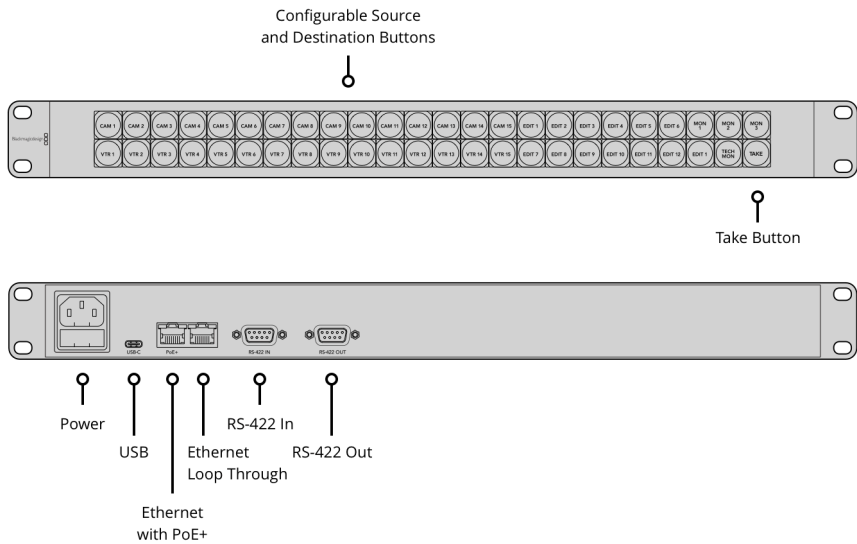 Configurable Source
and Destination Buttons
Blackmagicdesign
CAM 1 CAM 2 CAM 3 CAM 4 CAM 5 CAM 6 CAM 7 CAM 8 CAM 9 CAM 10 CAM 11 CAM 12 CAM 13 CAM 14 CAM 15 EDIT 1 EDIT 2 EDIT 3 EDIT 4 EDIT 5 EDIT 6 MON 1 MON 2 MON 3
VTR 1 VTR 2 VTR 3 VTR 4 VTR 5 VTR 6 VTR 7 VTR 8 VTR 9 VTR 10 VTR 11 VTR 12 VTR 13 VTR 14 VTR 15 EDIT 7 EDIT 8 EDIT 9 EDIT 10 EDIT 11 EDIT 12 EDIT 1 TECH MON TAKE
Take Button
USB-C PoE+ RS-422 IN RS-422 OUT
Power
RS-422 In
USB
Ethernet
Loop Through
RS-422 Out
Ethernet
with PoE+